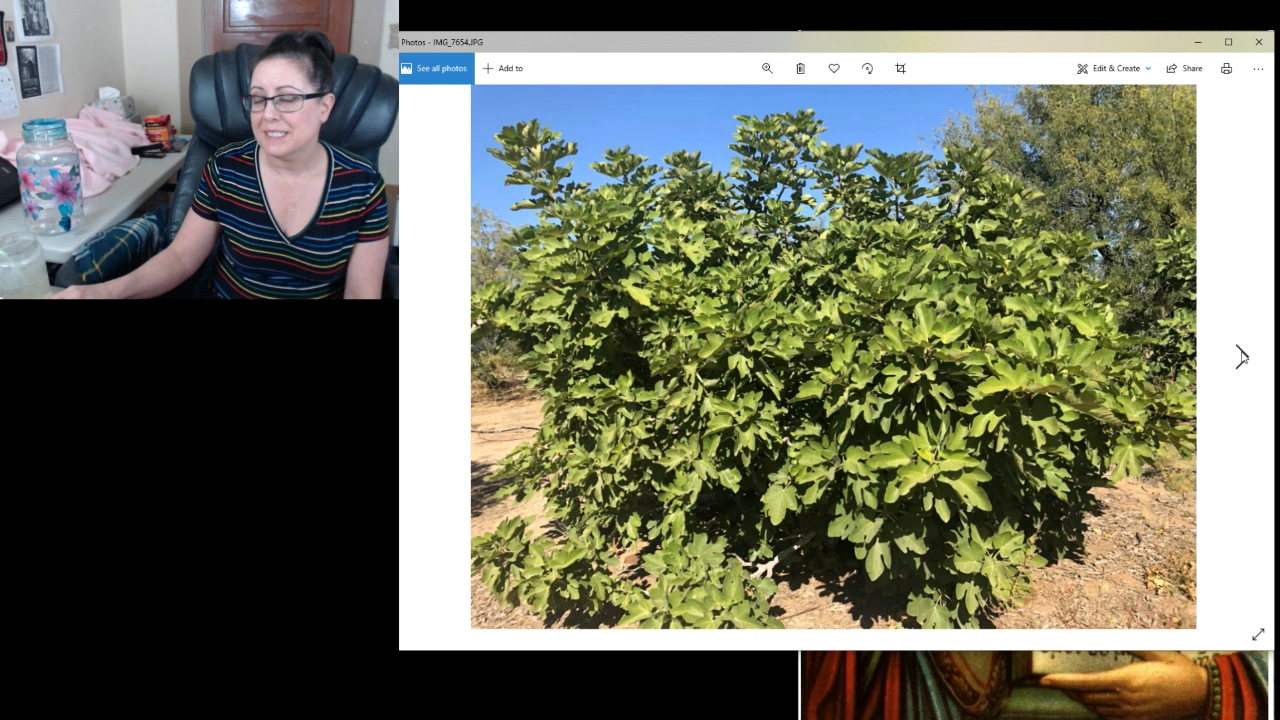 Photos - IMG_7654.JPG
See all photos
Add to
Edit & Create
Share